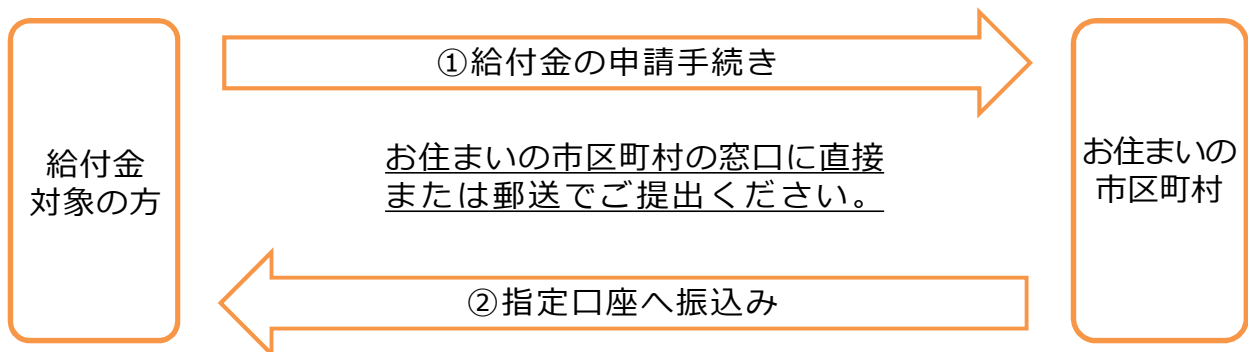 給付金
対象の方
①給付金の申請手続き
お住まいの市区町村の窓口に直接
または郵送でご提出ください。
②指定口座へ振込み
お住まいの
市区町村